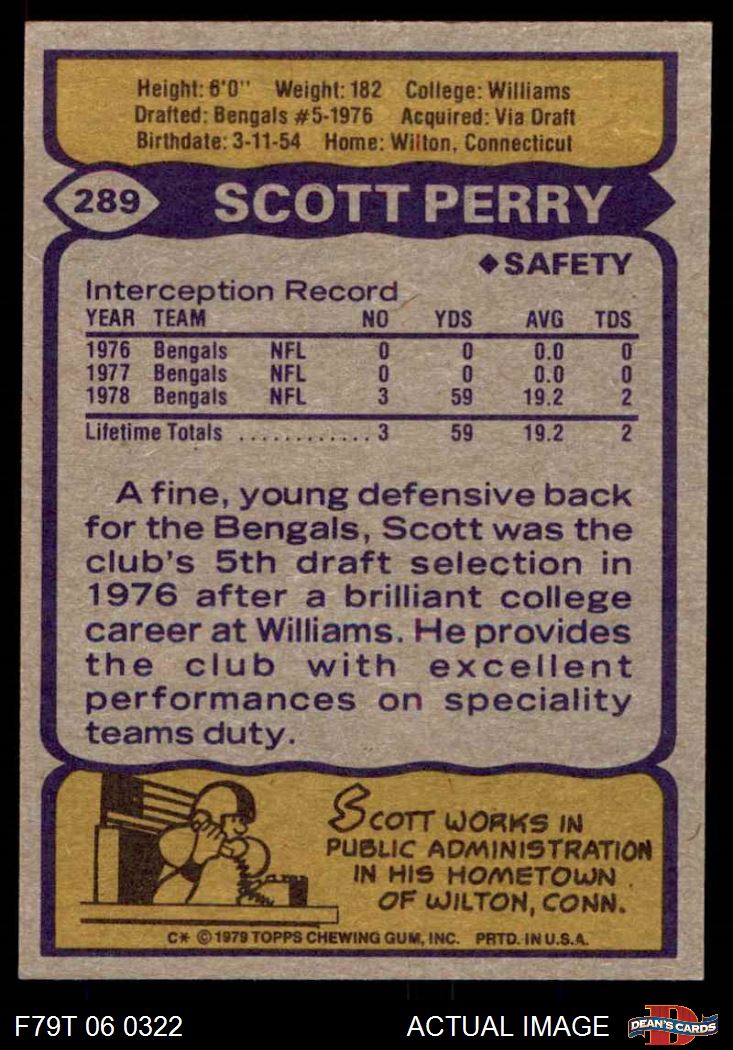 Height: 6'0" Weight: 182 College: Williams
Drafted: Bengals #5-1976 Acquired: Via Draft
Birthdate: 3-11-54 Home: Wilton, Connecticut
289 SCOTT PERRY
◆SAFETY
Interception Record
YEAR TEAM NO YDS AVG TDS
1976 Bengals NFL 0 0 0.0 0
1977 Bengals NFL 0 0 0.0 0
1978 Bengals NFL 3 59 19.2 2
Lifetime Totals ............ 3 59 19.2 2
A fine, young defensive back
for the Bengals, Scott was the
club's 5th draft selection in
1976 after a brilliant college
career at Williams. He provides
the club with excellent
performances on speciality
teams duty.
SCOTT WORKS IN
PUBLIC ADMINISTRATION
IN HIS HOMETOWN
OF WILTON, CONN.
C* © 1979 TOPPS CHEWING GUM, INC. PRTD. IN U.S.A.
F79T 06 0322 ACTUAL IMAGE D DEAN'S CARDS